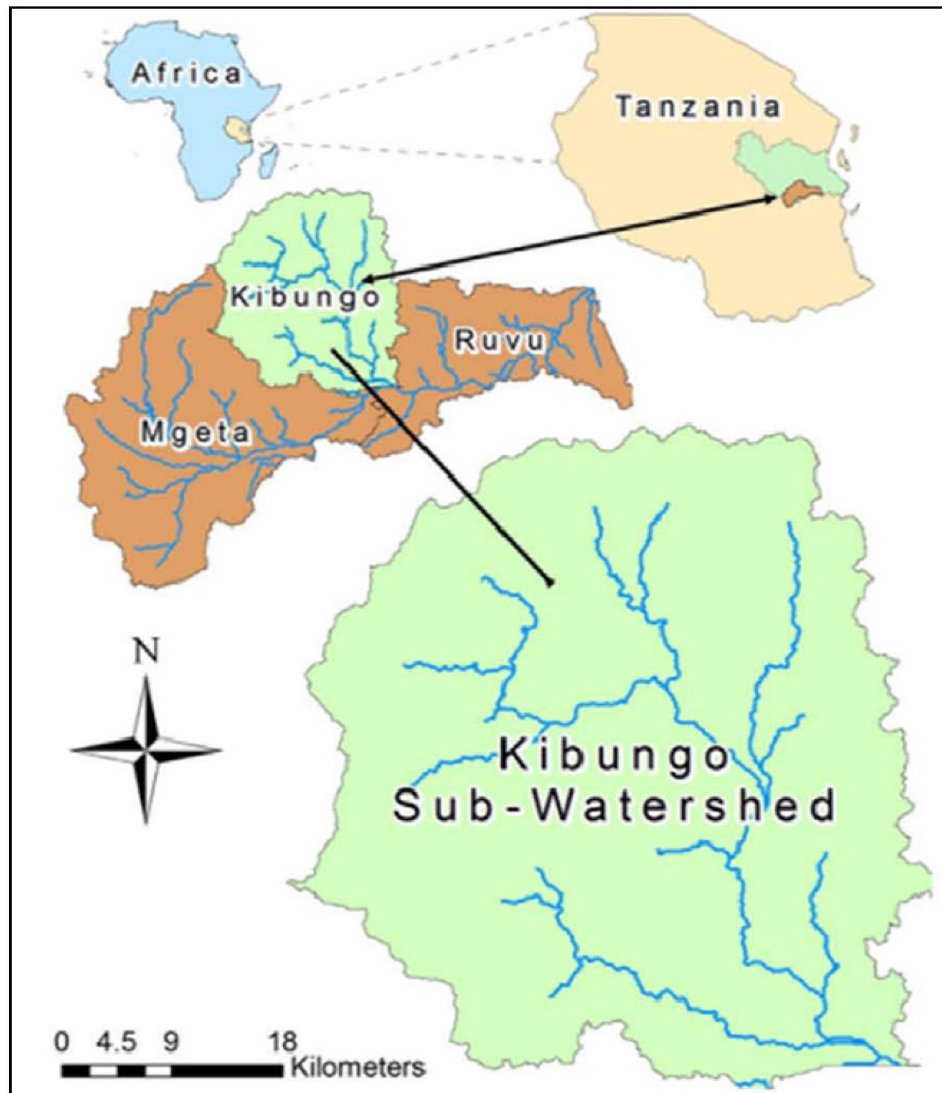 Africa
Tanzania
Kibungo
Ruvu
Mgeta
N
Kibungo
Sub-Watershed
0 4.5 9 18
Kilometers